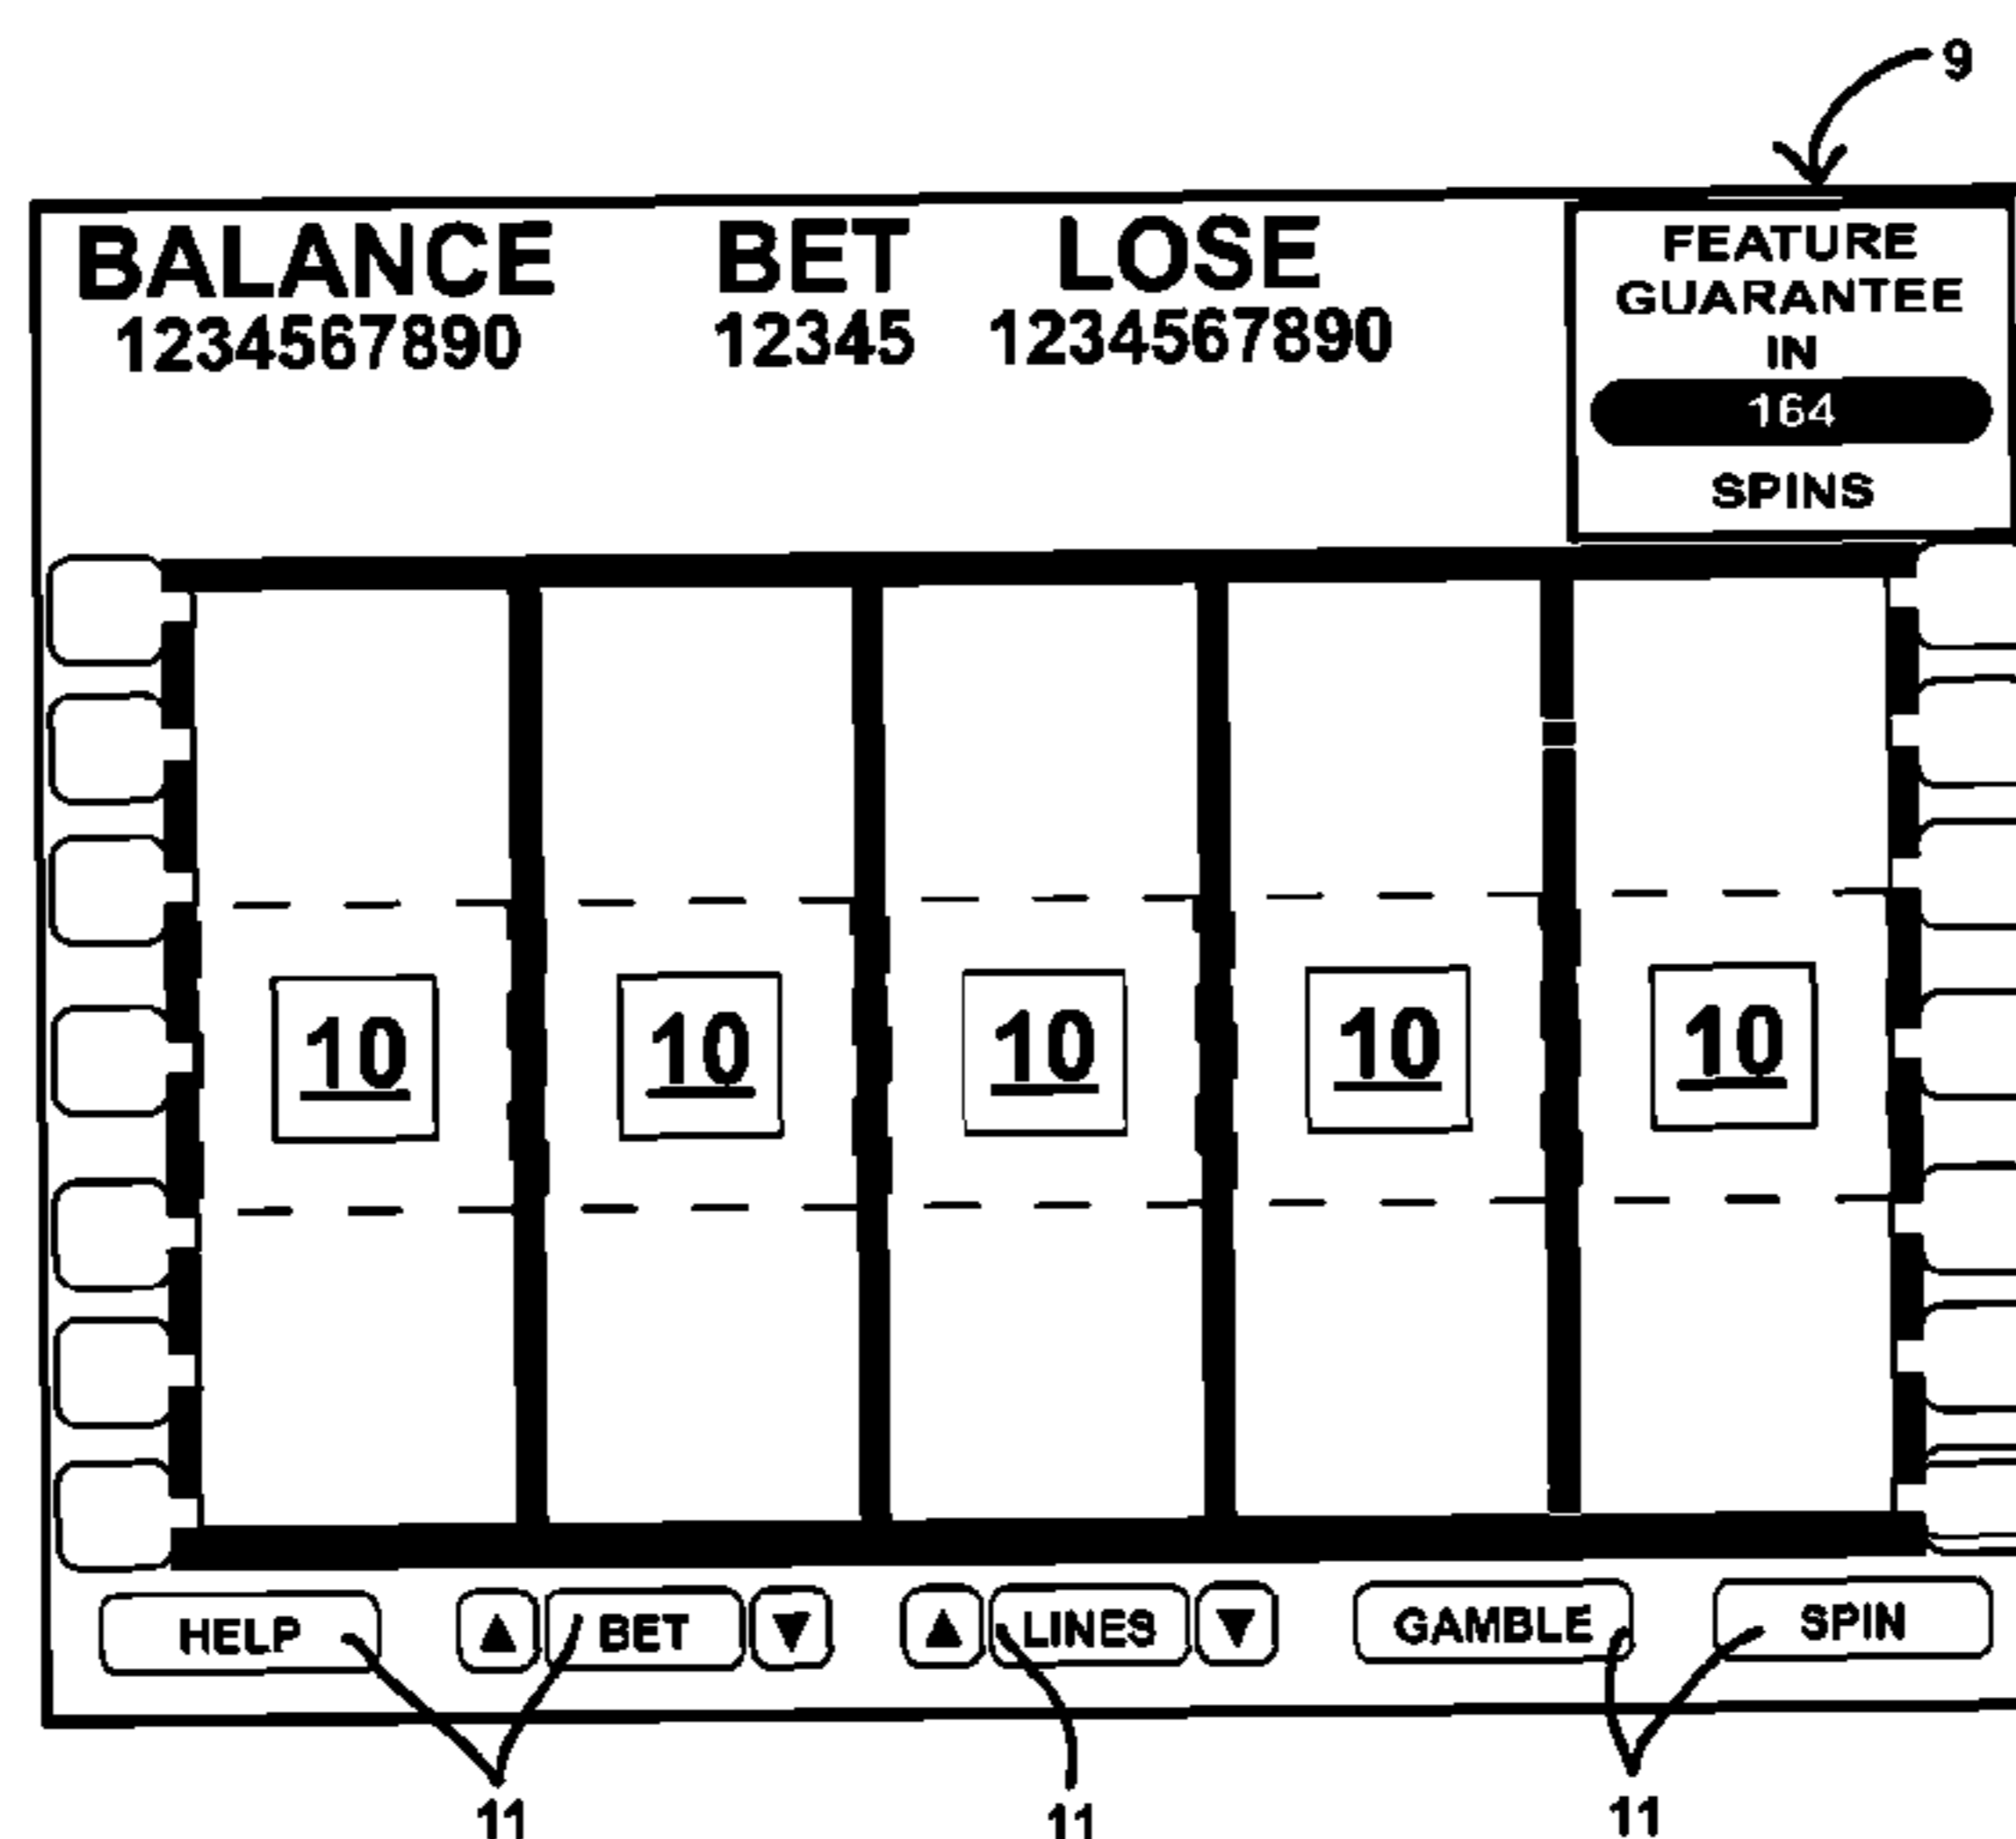 9
BALANCE BET LOSE
1234567890 12345 1234567890
FEATURE
GUARANTEE
IN
164
SPINS
10 10 10 10 10
HELP ▲ BET ▼ ▲ LINES ▼ GAMBLE SPIN
11 11 11